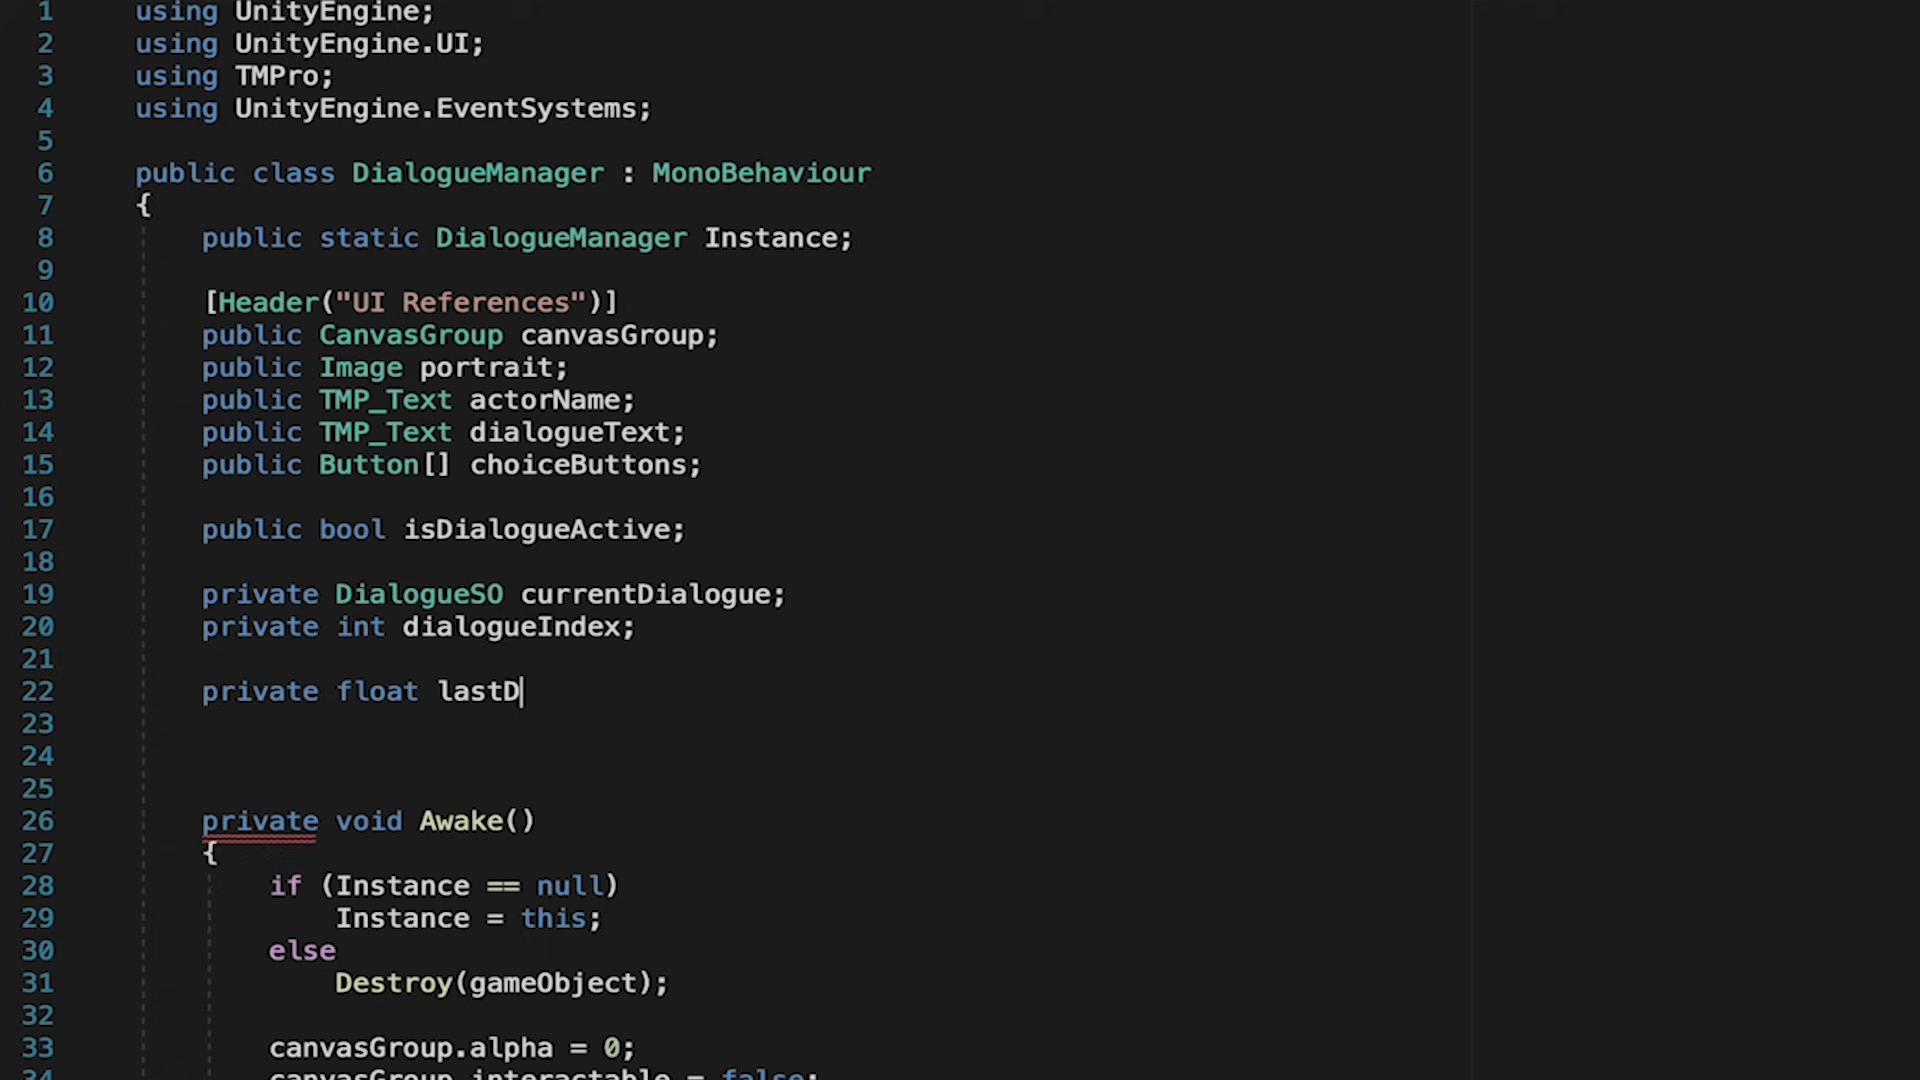 1 using UnityEngine;
2 using UnityEngine.UI;
3 using TMPro;
4 using UnityEngine.EventSystems;
5
6 public class DialogueManager : MonoBehaviour
7 {
8 public static DialogueManager Instance;
9
10 [Header("UI References")]
11 public CanvasGroup canvasGroup;
12 public Image portrait;
13 public TMP_Text actorName;
14 public TMP_Text dialogueText;
15 public Button[] choiceButtons;
16
17 public bool isDialogueActive;
18
19 private DialogueSO currentDialogue;
20 private int dialogueIndex;
21
22 private float lastD
23
24
25
26 private void Awake()
27 {
28 if (Instance == null)
29 Instance = this;
30 else
31 Destroy(gameObject);
32
33 canvasGroup.alpha = 0;
34 canvasGroup.interactable = false;